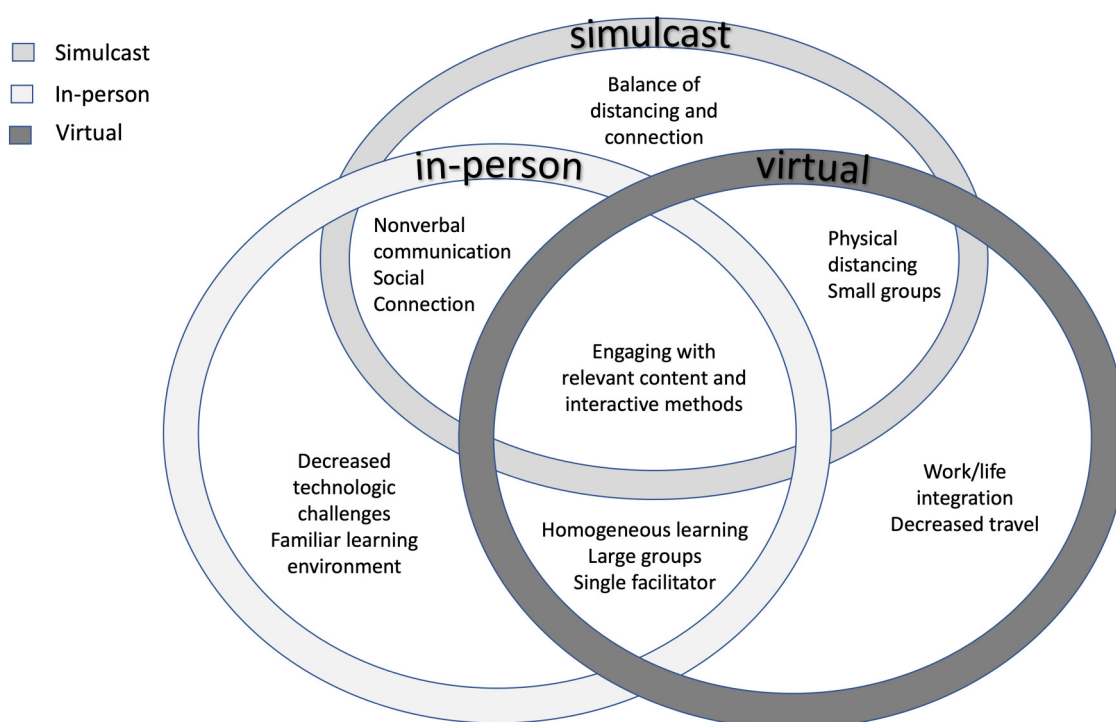 Simulcast
In-person
Virtual
simulcast
Balance of
distancing and
connection
in-person
virtual
Nonverbal
communication
Social
Connection
Physical
distancing
Small groups
Engaging with
relevant content and
interactive methods
Decreased
technologic
challenges
Familiar learning
environment
Homogeneous learning
Large groups
Single facilitator
Work/life
integration
Decreased travel